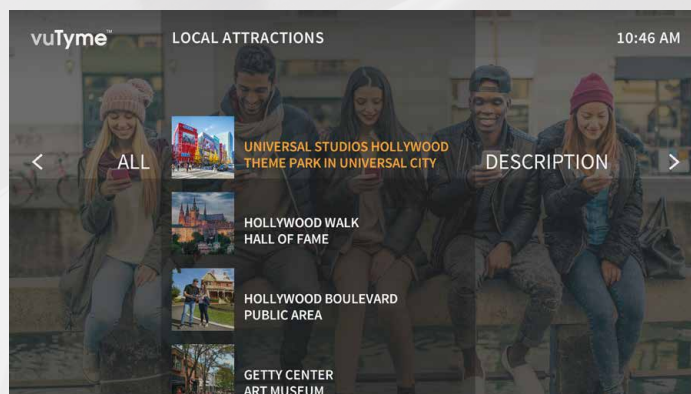 vuTyme™
LOCAL ATTRACTIONS
10:46 AM
ALL
UNIVERSAL STUDIOS HOLLYWOOD
THEME PARK IN UNIVERSAL CITY
DESCRIPTION
HOLLYWOOD WALK
HALL OF FAME
HOLLYWOOD BOULEVARD
PUBLIC AREA
GETTY CENTER
ART MUSEUM